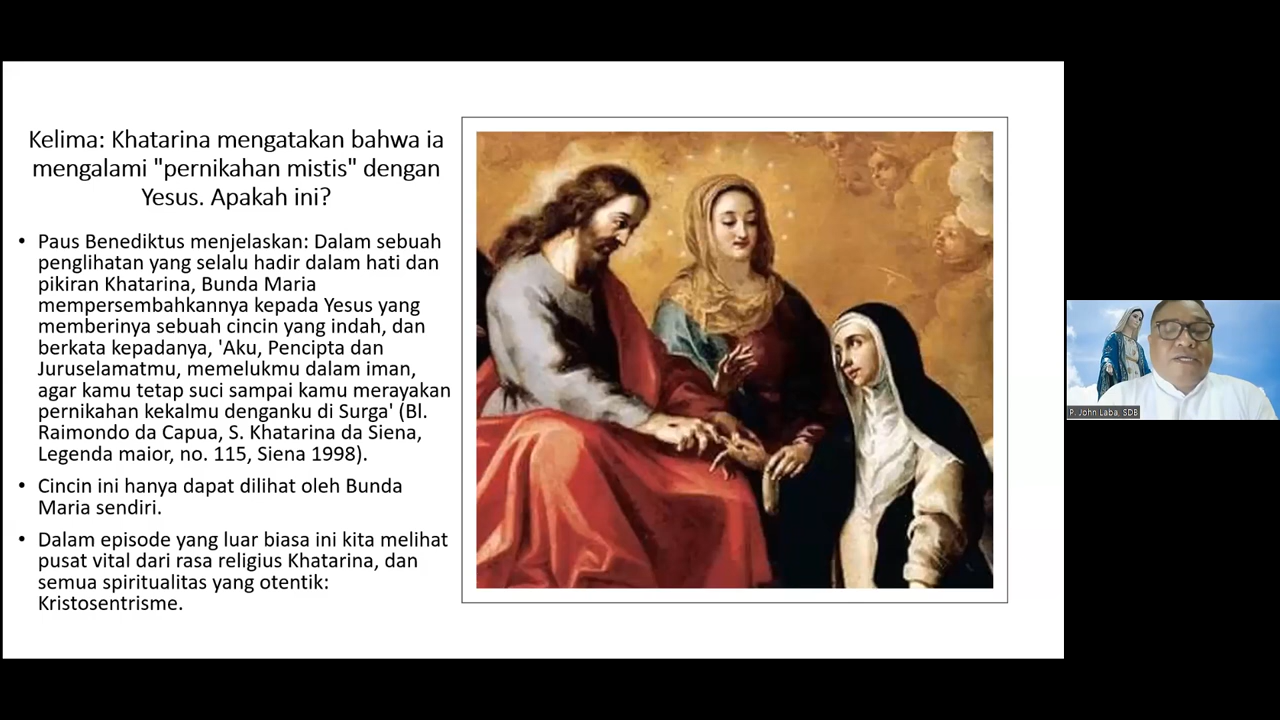 Kelima: Khatarina mengatakan bahwa ia
mengalami "pernikahan mistis" dengan
Yesus. Apakah ini?
• Paus Benediktus menjelaskan: Dalam sebuah
penglihatan yang selalu hadir dalam hati dan
pikiran Khatarina, Bunda Maria
mempersembahkannya kepada Yesus yang
memberinya sebuah cincin yang indah, dan
berkata kepadanya, 'Aku, Pencipta dan
Juruselamatmu, memelukmu dalam iman,
agar kamu tetap suci sampai kamu merayakan
pernikahan kekalmu denganku di Surga' (Bl.
Raimondo da Capua, S. Khatarina da Siena,
Legenda maior, no. 115, Siena 1998).
• Cincin ini hanya dapat dilihat oleh Bunda
Maria sendiri.
• Dalam episode yang luar biasa ini kita melihat
pusat vital dari rasa religius Khatarina, dan
semua spiritualitas yang otentik:
Kristosentrisme.
P. John Laba, SDB